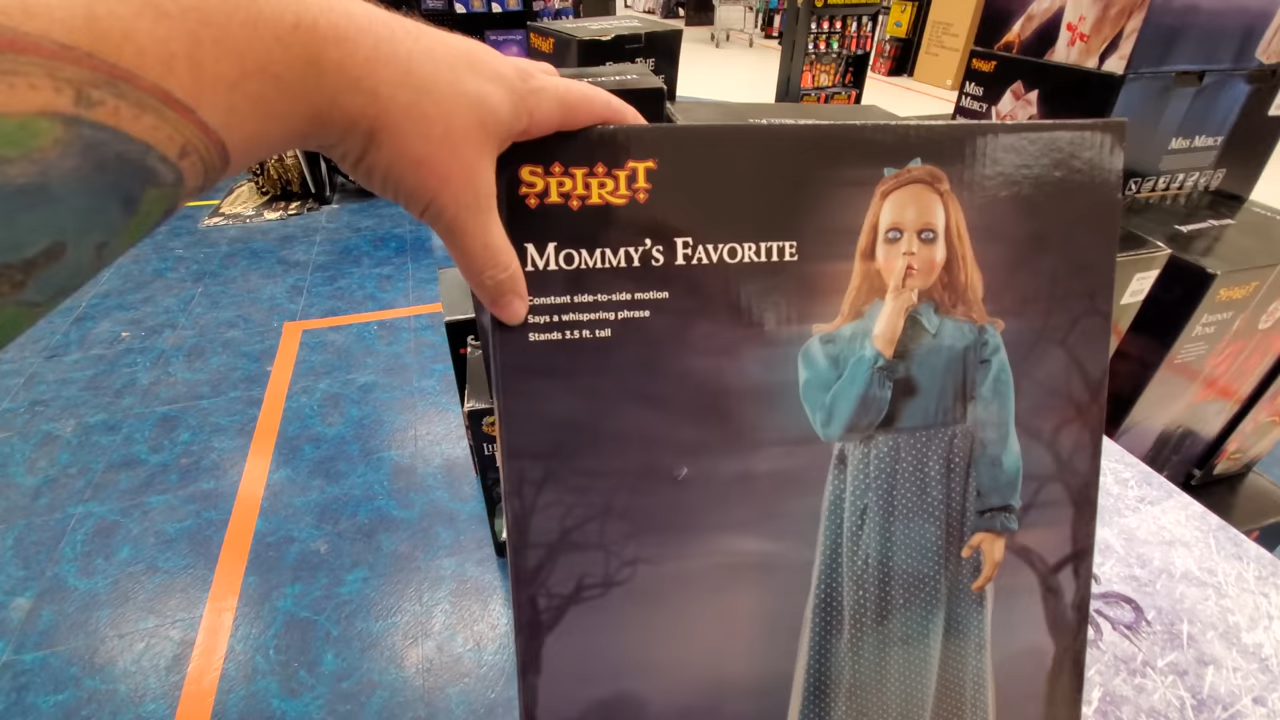 SPIRIT
MOMMY'S FAVORITE
Constant side-to-side motion
Says a whispering phrase
Stands 3.5 ft. tall
SPIRIT
SPIRIT
MISS
MERCY
MISS MERCY
SPIRIT
JOHNNY
PUNK